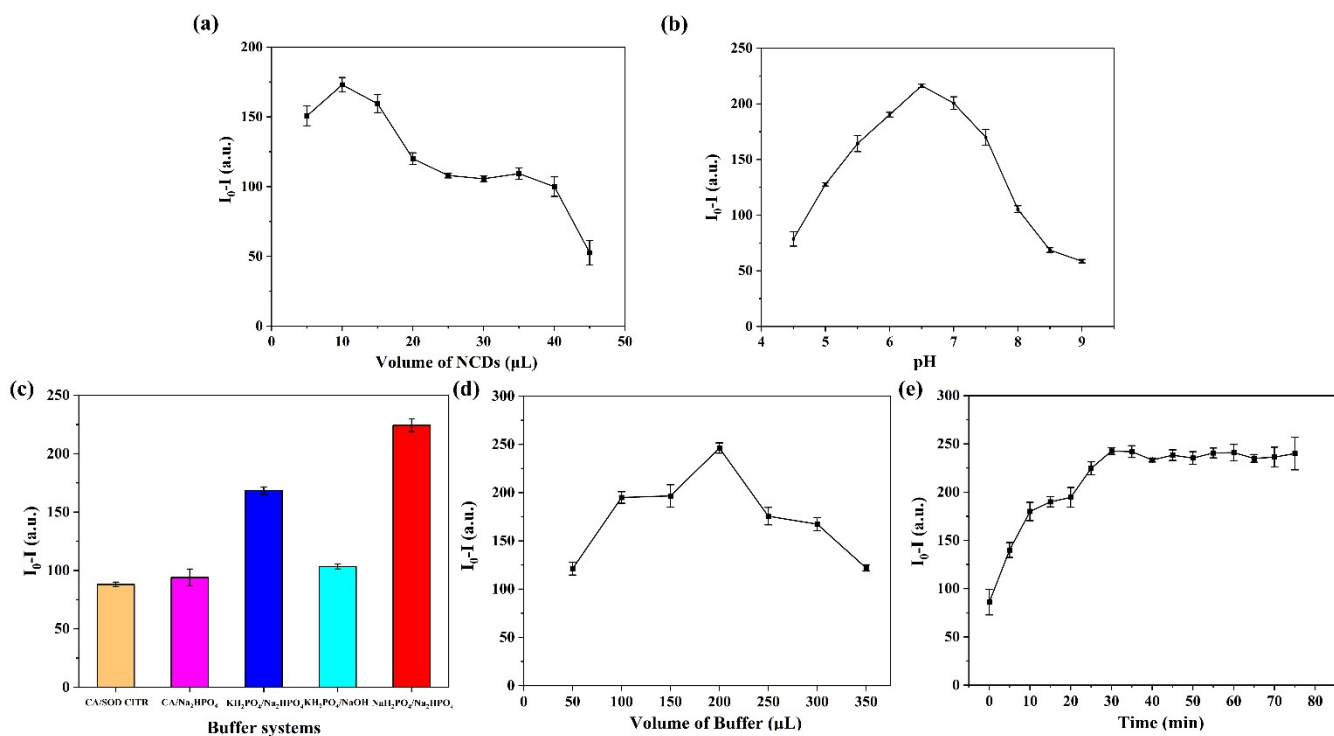 (a)
200
150
100
50
0
I₀-I (a.u.)
0 10 20 30 40 50
Volume of NCDs (μL)
(b)
250
200
150
100
50
0
I₀-I (a.u.)
4 5 6 7 8 9
pH
(c)
250
200
150
100
50
0
I₀-I (a.u.)
CA/SOD CITR CA/Na₂HPO₄ KH₂PO₄/Na₂HPO₄ KH₂PO₄/NaOH NaH₂PO₄/Na₂HPO₄
Buffer systems
(d)
300
250
200
150
100
50
0
I₀-I (a.u.)
50 100 150 200 250 300 350
Volume of Buffer (μL)
(e)
300
250
200
150
100
50
0
I₀-I (a.u.)
0 10 20 30 40 50 60 70 80
Time (min)